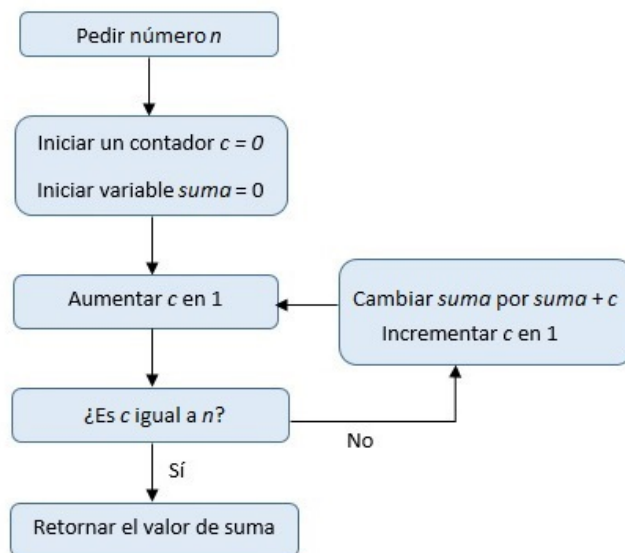 Pedir número n
Iniciar un contador c = 0
Iniciar variable suma = 0
Aumentar c en 1
Cambiar suma por suma + c
Incrementar c en 1
¿Es c igual a n?
No
Sí
Retornar el valor de suma